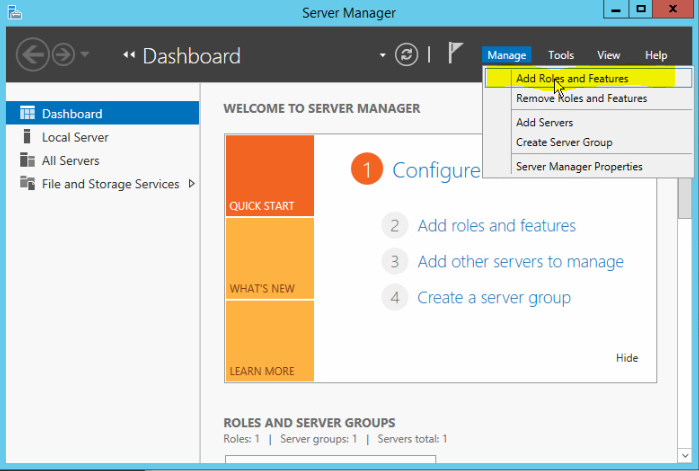 Server Manager
Dashboard
Manage Tools View Help
Add Roles and Features
Remove Roles and Features
Add Servers
Create Server Group
Server Manager Properties
Dashboard
Local Server
All Servers
File and Storage Services
WELCOME TO SERVER MANAGER
QUICK START
WHAT'S NEW
LEARN MORE
1 Configure
2 Add roles and features
3 Add other servers to manage
4 Create a server group
Hide
ROLES AND SERVER GROUPS
Roles: 1 | Server groups: 1 | Servers total: 1